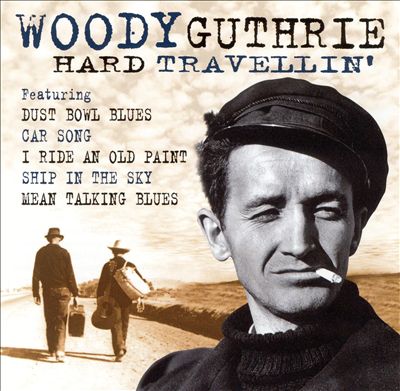 WOODY GUTHRIE
HARD TRAVELLIN'
Featuring
DUST BOWL BLUES
CAR SONG
I RIDE AN OLD PAINT
SHIP IN THE SKY
MEAN TALKING BLUES